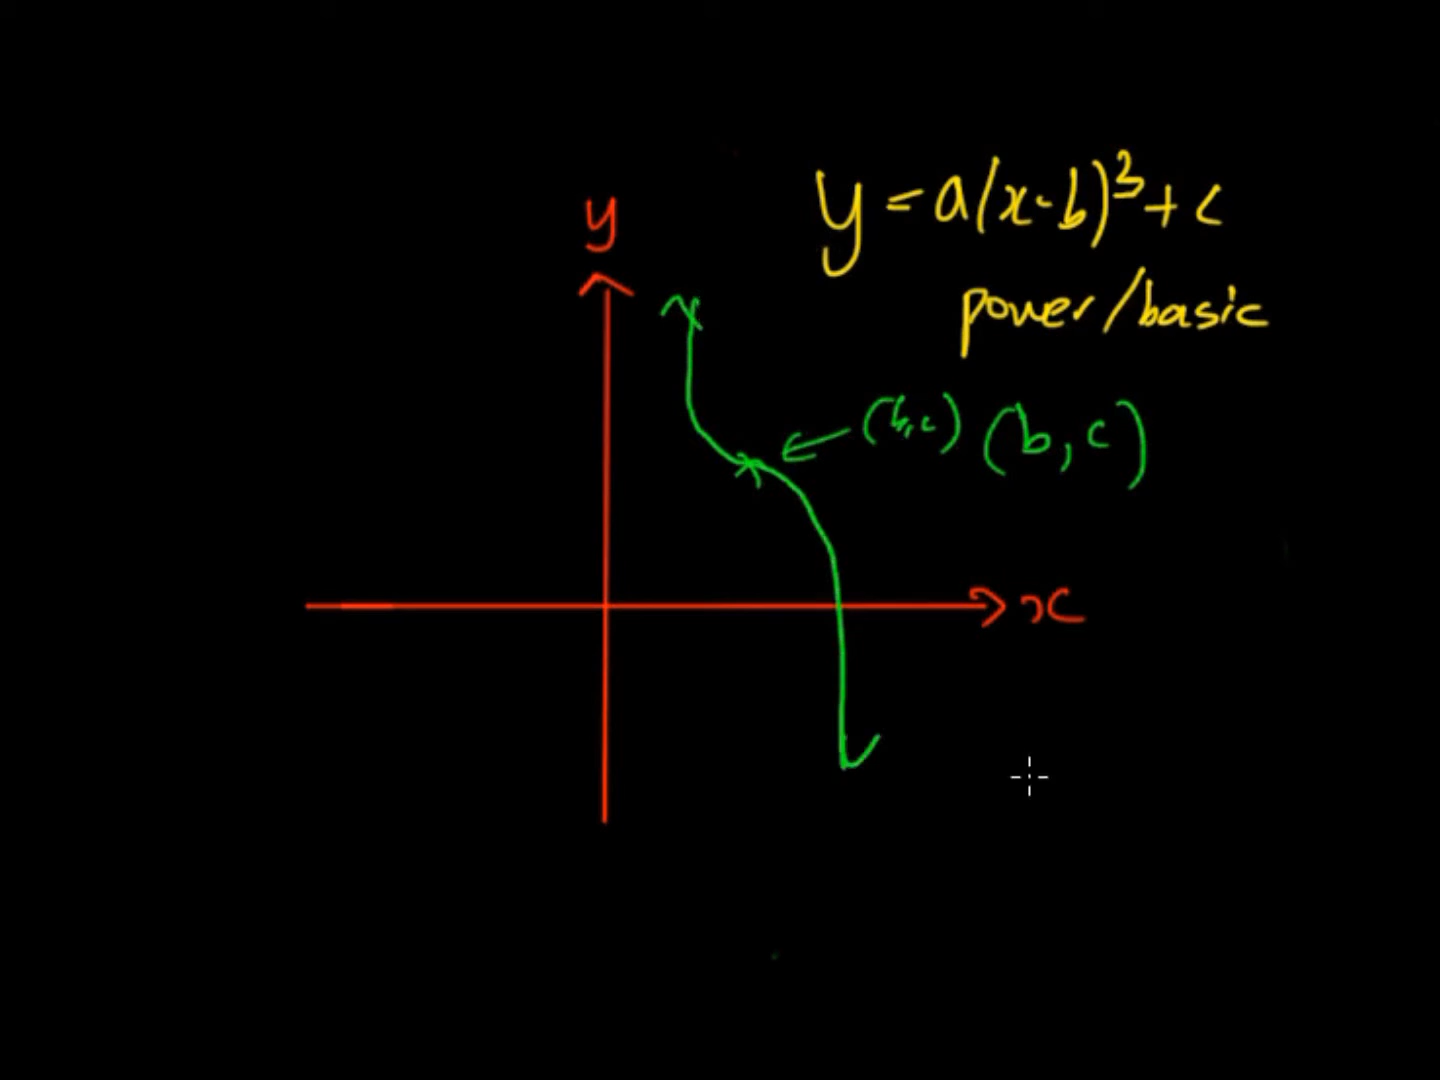 y = a(x-b)³ + c
y
power/basic
(b,c) (b,c)
x